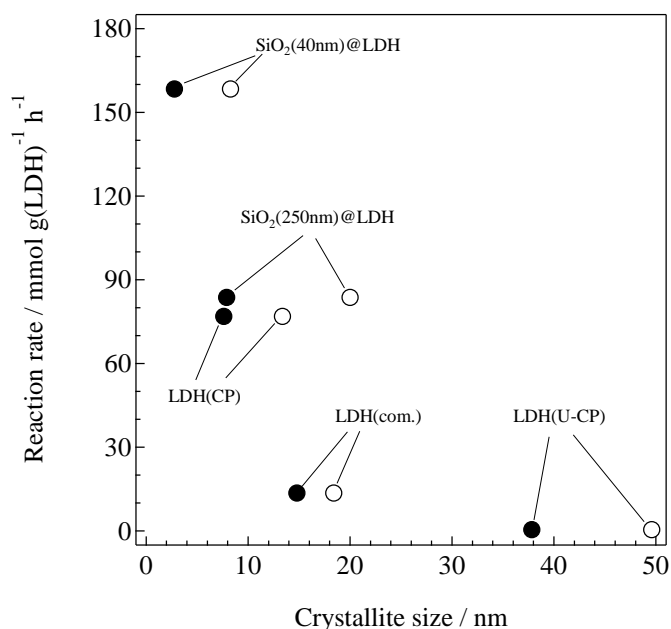 180
SiO2(40nm)@LDH
150
120
SiO2(250nm)@LDH
90
60
LDH(CP)
LDH(com.)
LDH(U-CP)
30
0
0 10 20 30 40 50
Crystallite size / nm
Reaction rate / mmol g(LDH)-1 h-1